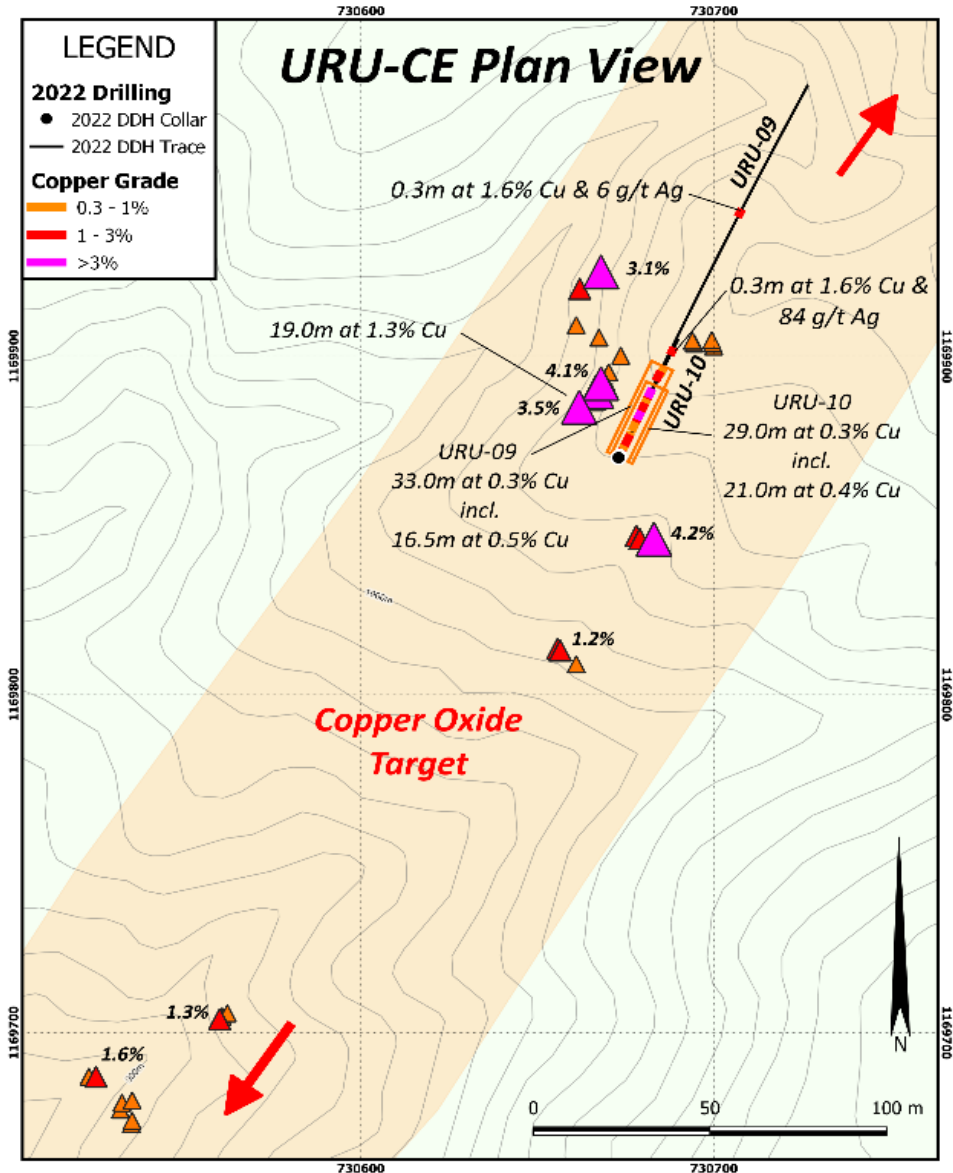 730600
730700
LEGEND
2022 Drilling
2022 DDH Collar
2022 DDH Trace
Copper Grade
0.3 - 1%
1 - 3%
>3%
URU-CE Plan View
URU-09
0.3m at 1.6% Cu & 6 g/t Ag
3.1%
0.3m at 1.6% Cu &
84 g/t Ag
19.0m at 1.3% Cu
1169900
1169900
4.1%
3.5%
URU-10
URU-09
33.0m at 0.3% Cu
incl.
16.5m at 0.5% Cu
URU-10
29.0m at 0.3% Cu
incl.
21.0m at 0.4% Cu
4.2%
1.2%
1169800
1169800
Copper Oxide
Target
1.3%
1169700
1169700
1.6%
N
0
50
100 m
730600
730700